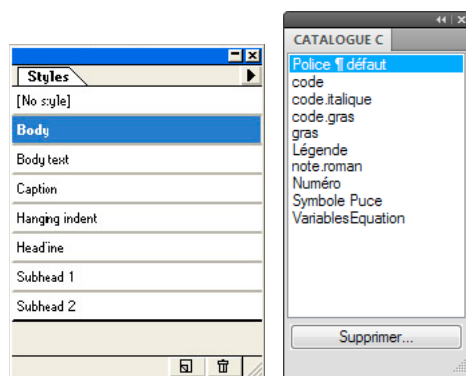 Styles
[No style]
Body
Body text
Caption
Hanging indent
Headline
Subhead 1
Subhead 2
CATALOGUE C
Police ¶ défaut
code
code.italique
code.gras
gras
Légende
note.roman
Numéro
Symbole Puce
VariablesEquation
Supprimer...